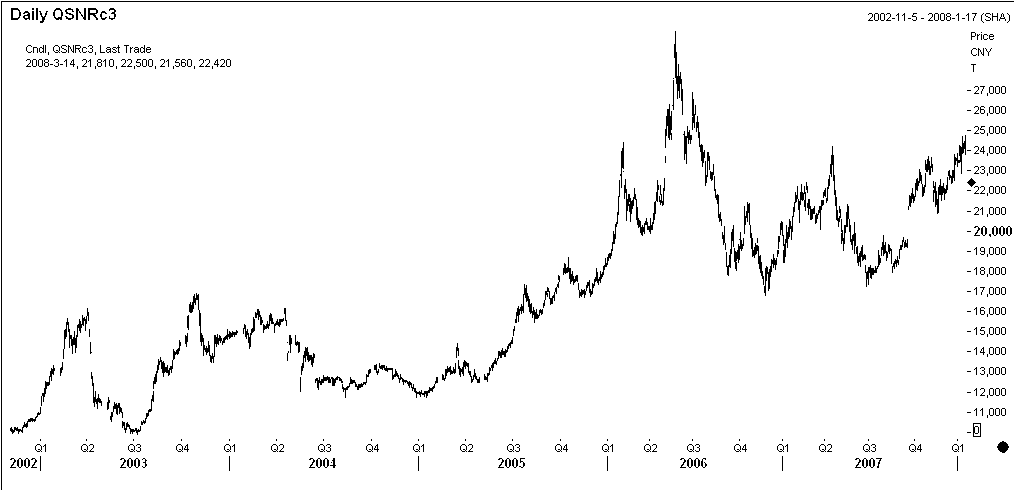 Daily QSNRc3
2002-11-5 - 2008-1-17 (SHA)
Cndl, QSNRc3, Last Trade
2008-3-14, 21,810, 22,500, 21,560, 22,420
Price
CNY
T
27,000
26,000
25,000
24,000
23,000
22,000
21,000
20,000
19,000
18,000
17,000
16,000
15,000
14,000
13,000
12,000
11,000
0
Q1 Q2 Q3 Q4 Q1 Q2 Q3 Q4 Q1 Q2 Q3 Q4 Q1 Q2 Q3 Q4 Q1 Q2 Q3 Q4 Q1
2002 2003 2004 2005 2006 2007